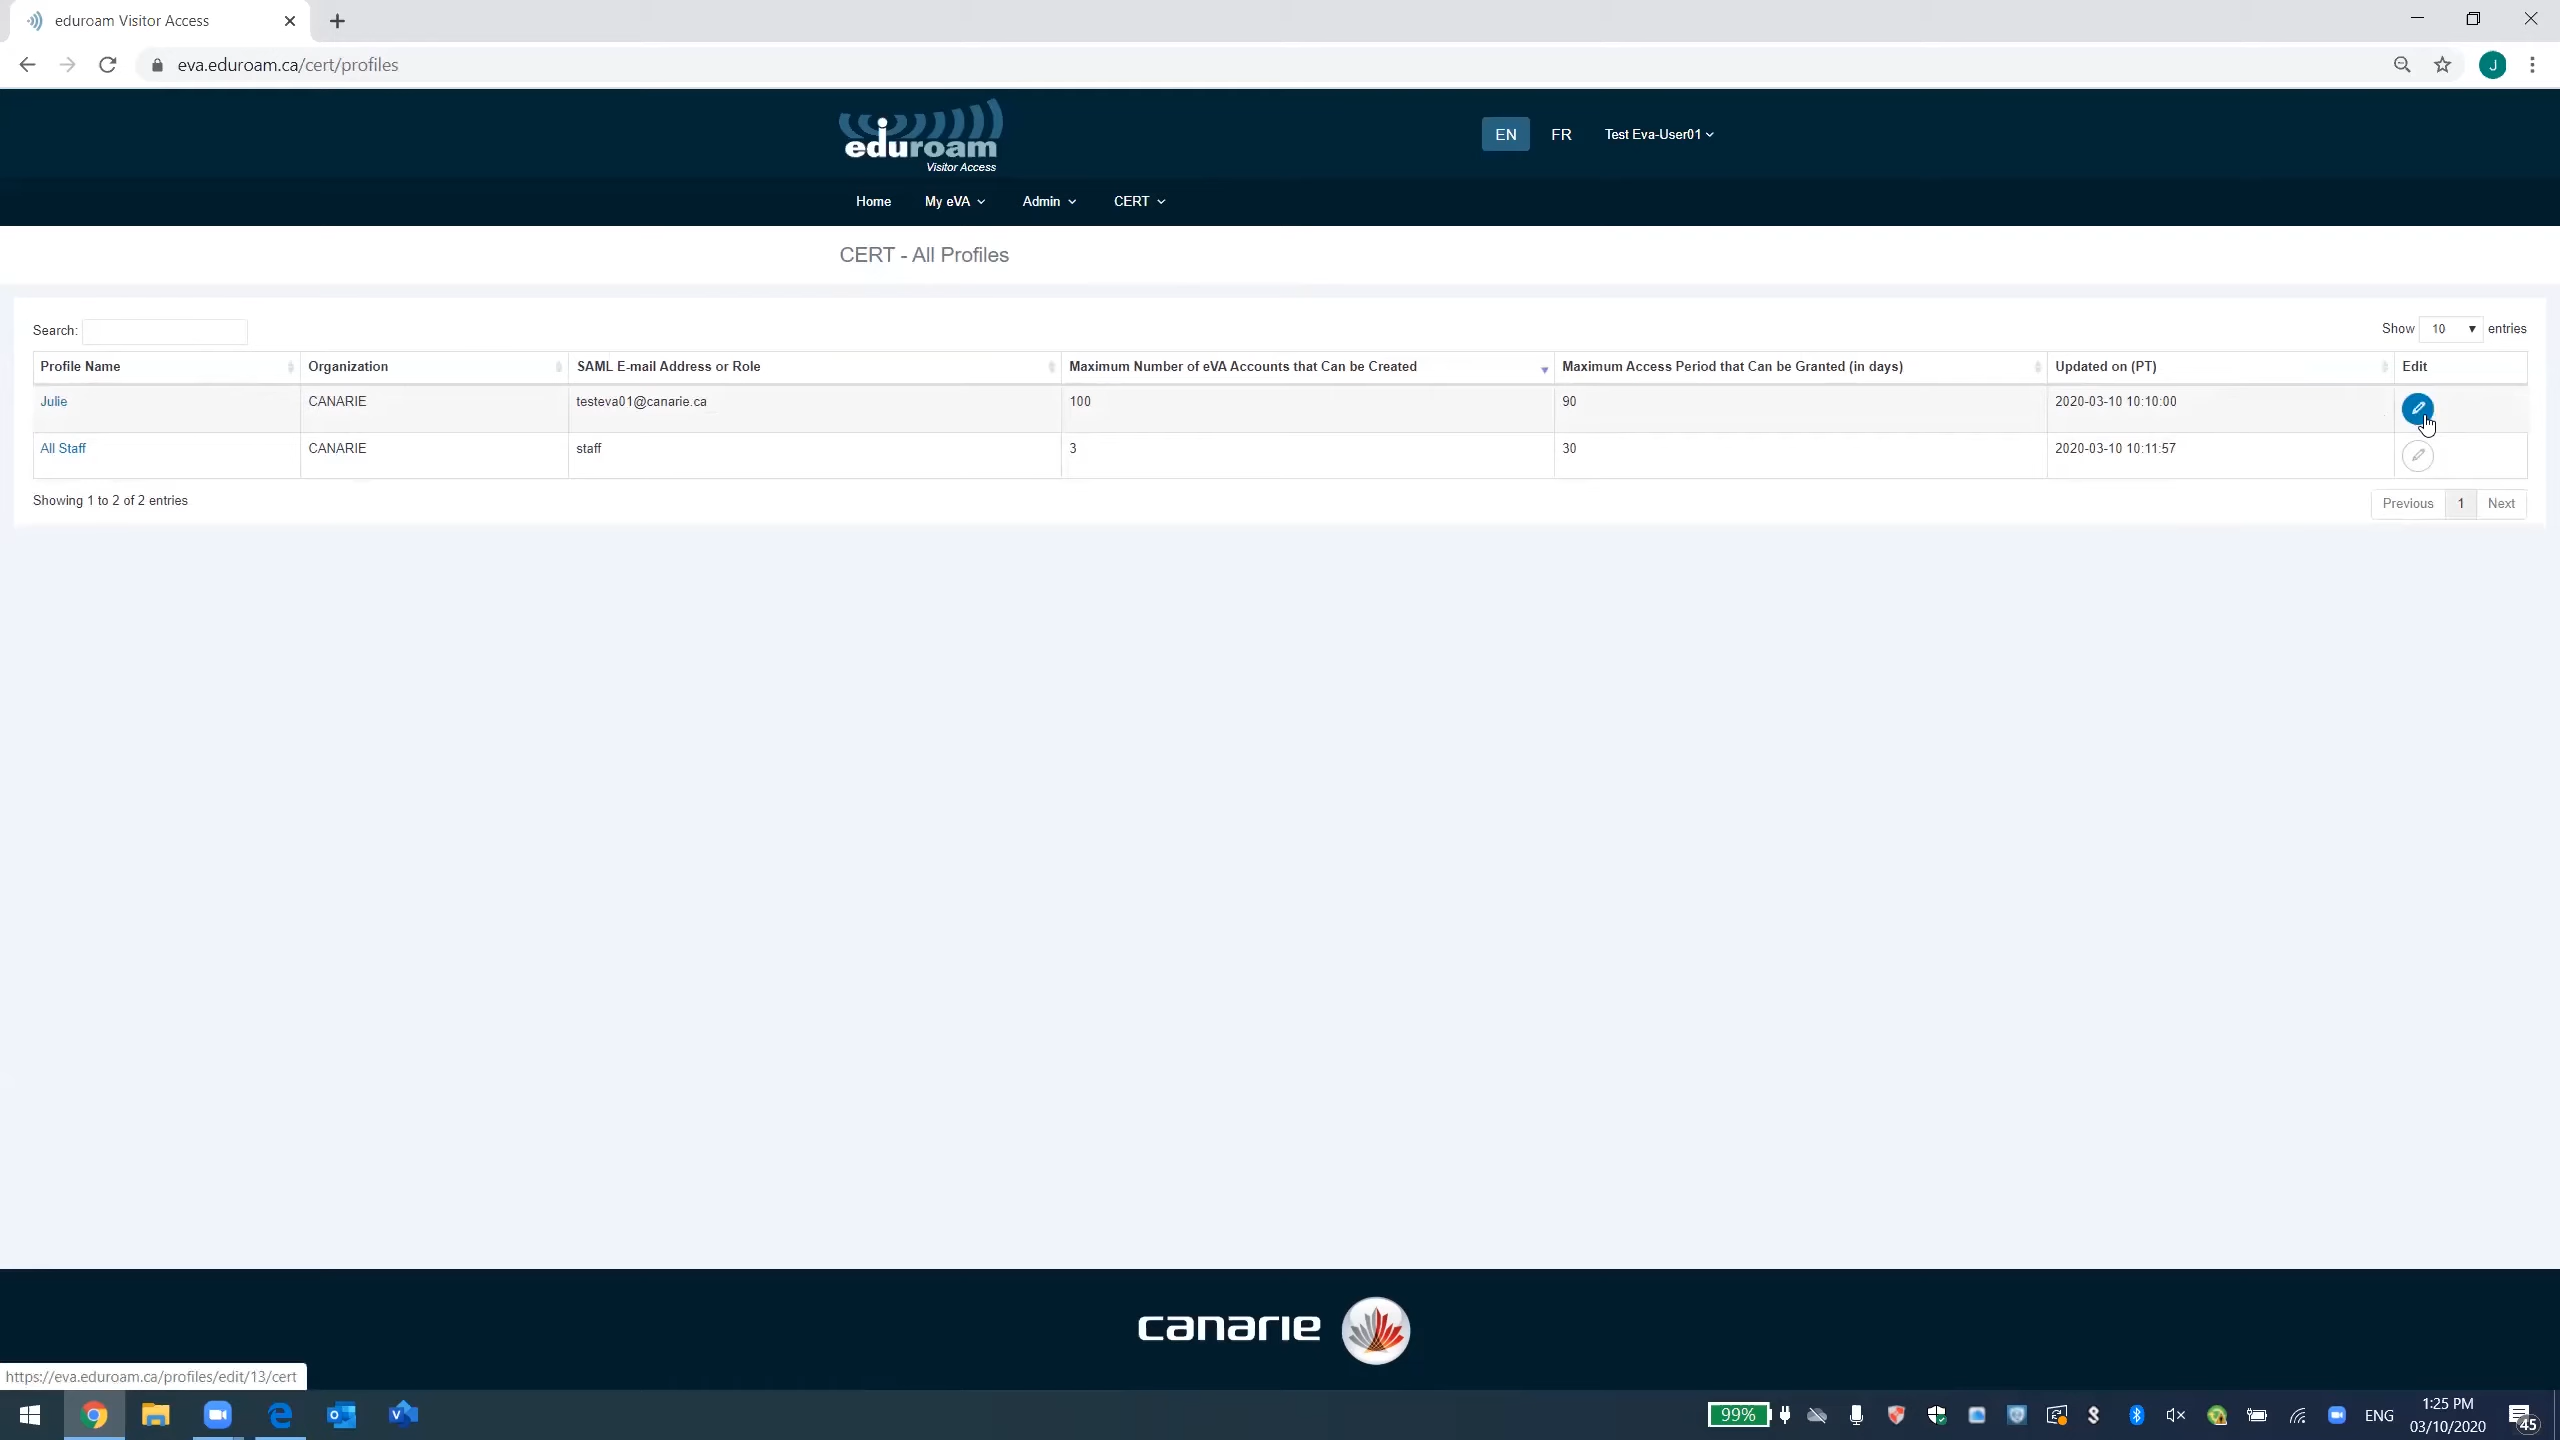 eduroam Visitor Access
eva.eduroam.ca/cert/profiles
J
eduroam
Visitor Access
EN FR Test Eva-User01
Home My eVA Admin CERT
CERT - All Profiles
Search: Show 10 entries
Profile Name Organization SAML E-mail Address or Role Maximum Number of eVA Accounts that Can be Created Maximum Access Period that Can be Granted (in days) Updated on (PT) Edit
Julie CANARIE testeva01@canarie.ca 100 90 2020-03-10 10:10:00
All Staff CANARIE staff 3 30 2020-03-10 10:11:57
Showing 1 to 2 of 2 entries Previous 1 Next
canarie
https://eva.eduroam.ca/profiles/edit/13/cert
99% ENG 1:25 PM
03/10/2020 45